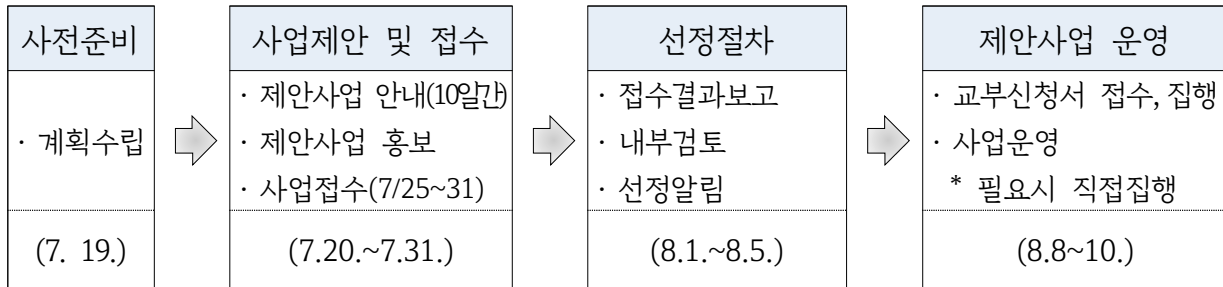 사전준비
· 계획수립
(7. 19.)
사업제안 및 접수
· 제안사업 안내(10일간)
· 제안사업 홍보
· 사업접수(7/25~31)
(7.20.~7.31.)
선정절차
· 접수결과보고
· 내부검토
· 선정알림
(8.1.~8.5.)
제안사업 운영
· 교부신청서 접수, 집행
· 사업운영
* 필요시 직접집행
(8.8~10.)